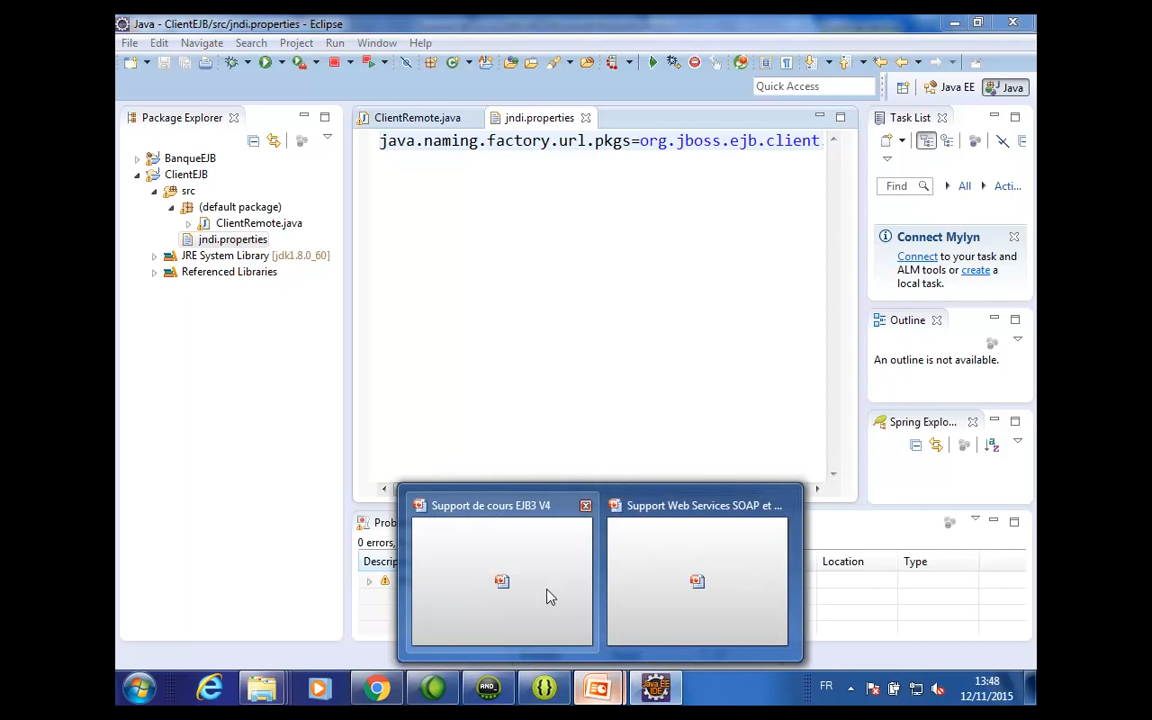 Java - ClientEJB/src/jndi.properties - Eclipse
File Edit Navigate Search Project Run Window Help
Quick Access
Java EE
Java
Package Explorer
BanqueEJB
ClientEJB
src
(default package)
ClientRemote.java
jndi.properties
JRE System Library [jdk1.8.0_60]
Referenced Libraries
ClientRemote.java
jndi.properties
java.naming.factory.url.pkgs=org.jboss.ejb.client
Task List
Find
All
Acti...
Connect Mylyn
Connect to your task and
ALM tools or create a
local task.
Outline
An outline is not available.
Spring Explo...
Prob
0 errors,
Descrip
Location
Type
Support de cours EJB3 V4
Support Web Services SOAP et ...
FR
13:48
12/11/2015